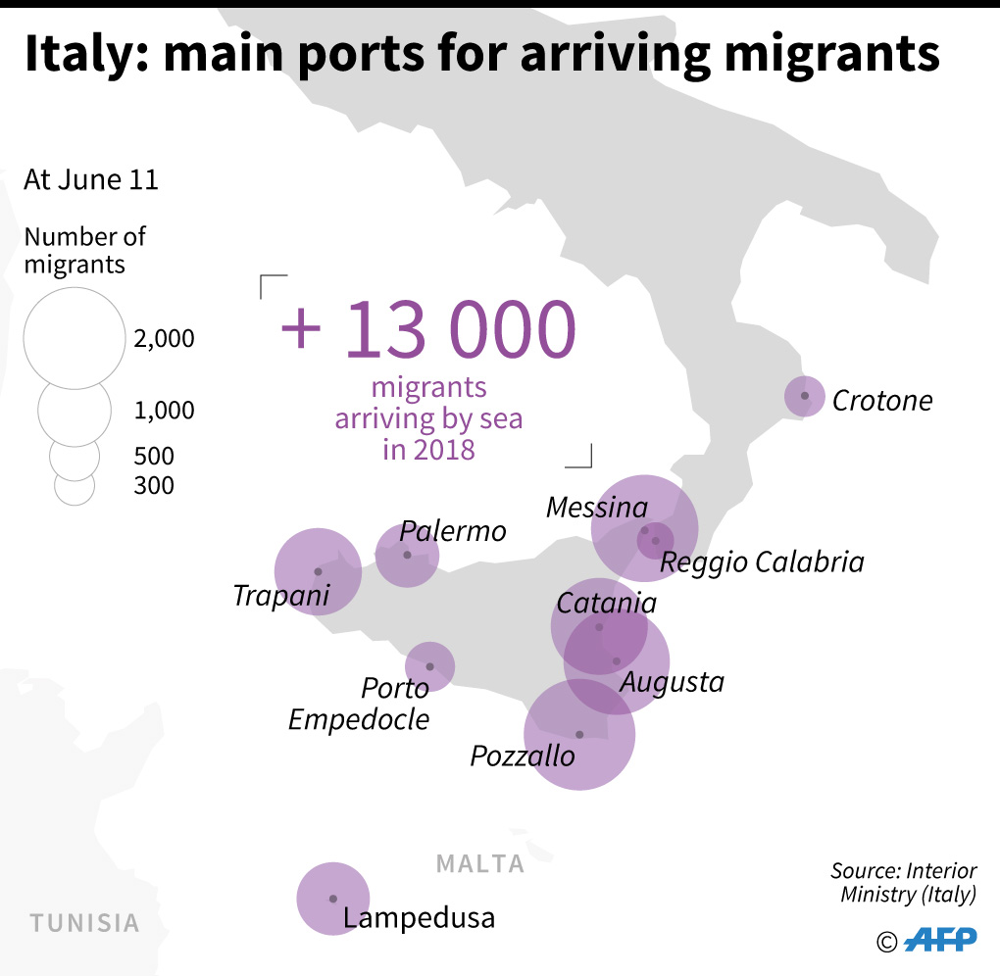 Italy: main ports for arriving migrants
At June 11
Number of
migrants
2,000
1,000
500
300
+ 13 000
migrants
arriving by sea
in 2018
Crotone
Messina
Reggio Calabria
Palermo
Trapani
Catania
Augusta
Porto
Empedocle
Pozzallo
MALTA
Lampedusa
TUNISIA
Source: Interior
Ministry (Italy)
© AFP